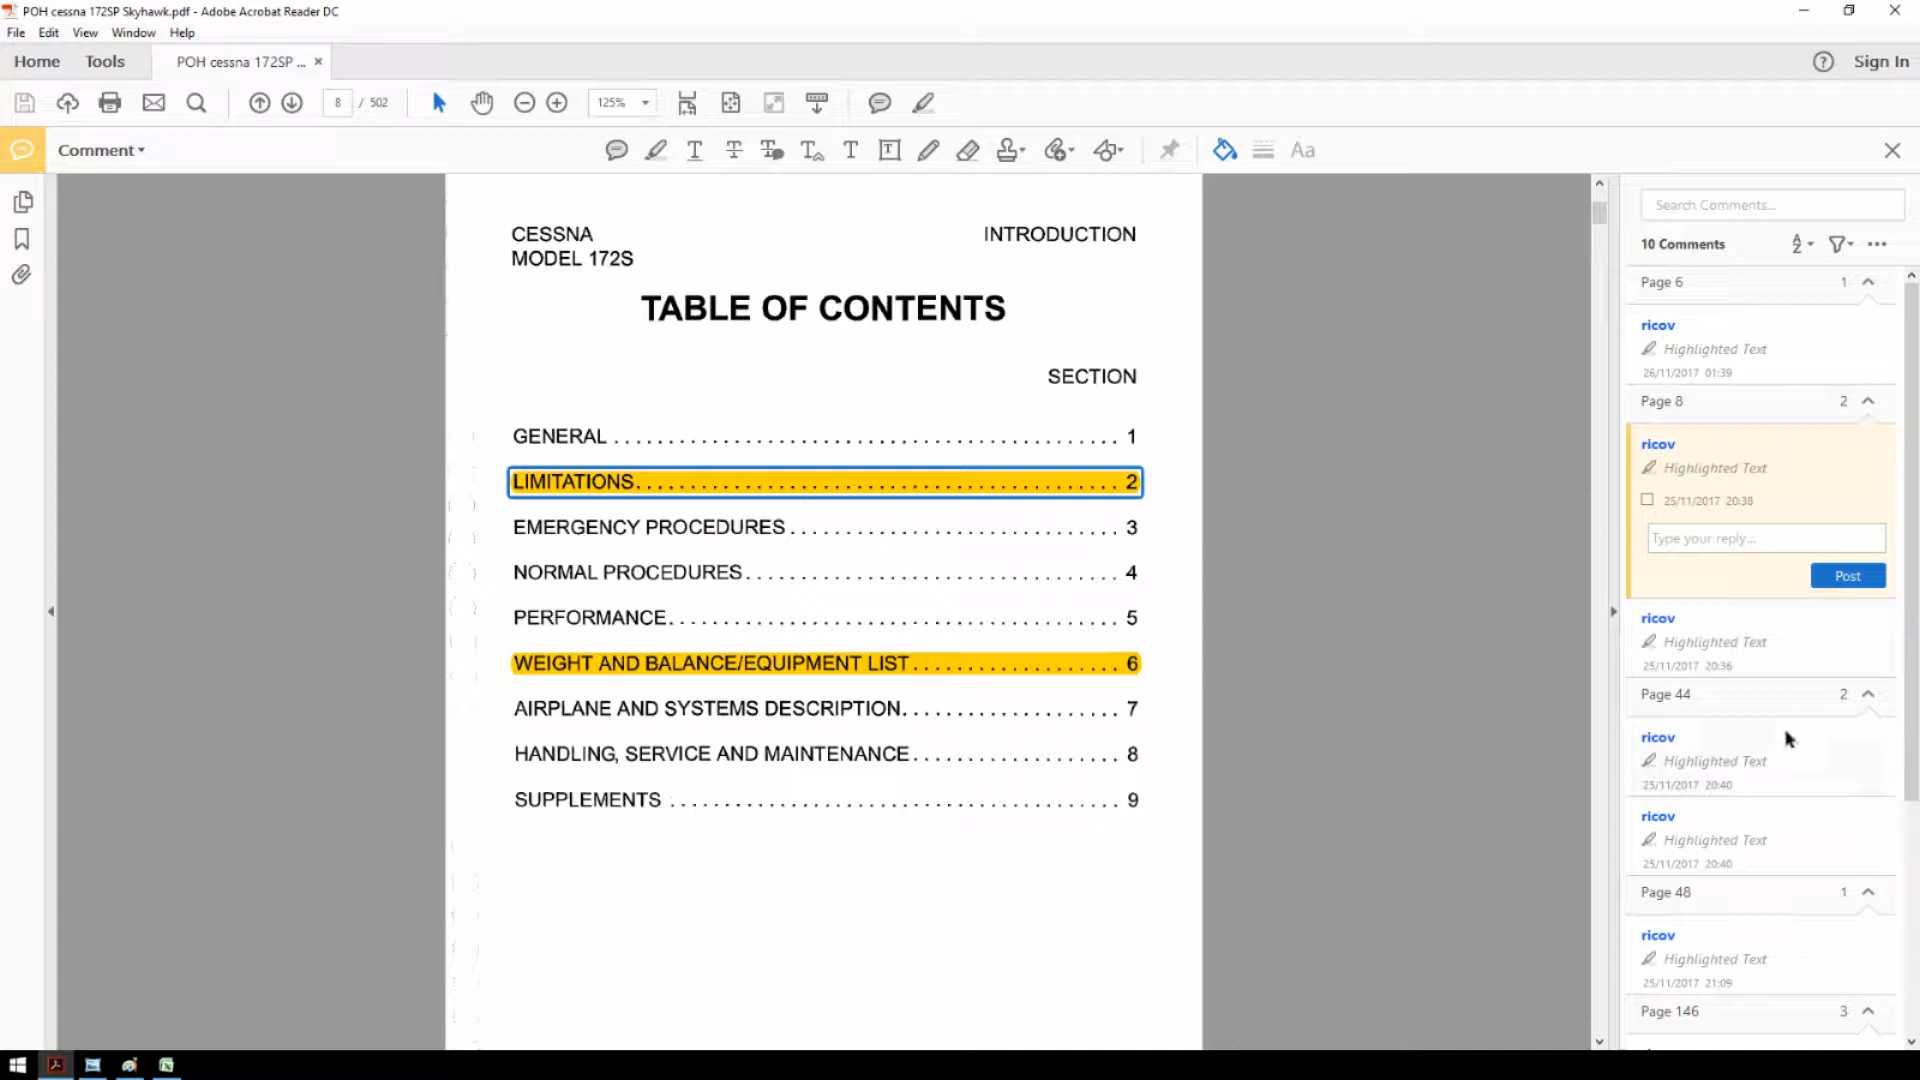 POH cessna 172SP Skyhawk.pdf - Adobe Acrobat Reader DC
File Edit View Window Help
Home Tools POH cessna 172SP ... × Sign In
8 / 502 125%
Comment
CESSNA INTRODUCTION
MODEL 172S
TABLE OF CONTENTS
SECTION
GENERAL . . . . . . . . . . . . . . . . . . . . . . . . . . . . . . . . . . . . . . . . . . 1
LIMITATIONS. . . . . . . . . . . . . . . . . . . . . . . . . . . . . . . . . . . . . . . . 2
EMERGENCY PROCEDURES . . . . . . . . . . . . . . . . . . . . . . . . . 3
NORMAL PROCEDURES. . . . . . . . . . . . . . . . . . . . . . . . . . . . . 4
PERFORMANCE. . . . . . . . . . . . . . . . . . . . . . . . . . . . . . . . . . . . 5
WEIGHT AND BALANCE/EQUIPMENT LIST . . . . . . . . . . . . . . . . 6
AIRPLANE AND SYSTEMS DESCRIPTION. . . . . . . . . . . . . . . . . 7
HANDLING, SERVICE AND MAINTENANCE . . . . . . . . . . . . . . . . 8
SUPPLEMENTS . . . . . . . . . . . . . . . . . . . . . . . . . . . . . . . . . . . . 9
Search Comments...
10 Comments
Page 6 1
ricov
Highlighted Text
26/11/2017 01:39
Page 8 2
ricov
Highlighted Text
25/11/2017 20:38
Type your reply...
Post
ricov
Highlighted Text
25/11/2017 20:36
Page 44 2
ricov
Highlighted Text
25/11/2017 20:40
ricov
Highlighted Text
25/11/2017 20:40
Page 48 1
ricov
Highlighted Text
25/11/2017 21:09
Page 146 3